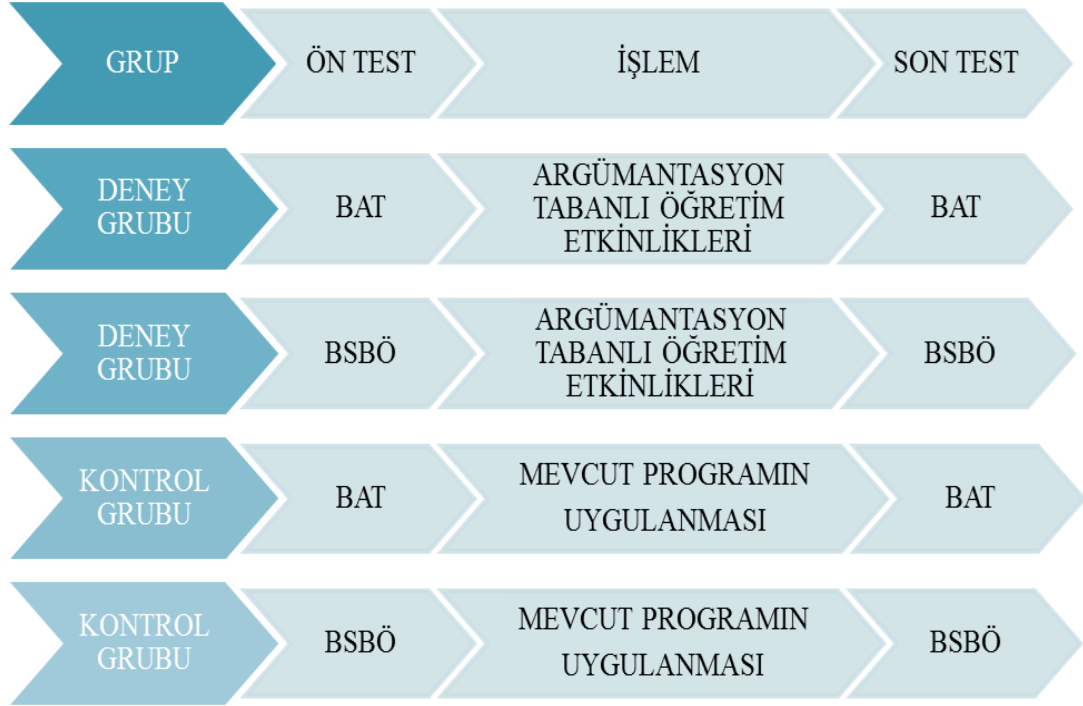 GRUP
ÖN TEST
İŞLEM
SON TEST
DENEY
GRUBU
BAT
ARGÜMANTASYON
TABANLI ÖĞRETİM
ETKİNLİKLERİ
BAT
DENEY
GRUBU
BSBÖ
ARGÜMANTASYON
TABANLI ÖĞRETİM
ETKİNLİKLERİ
BSBÖ
KONTROL
GRUBU
BAT
MEVCUT PROGRAMIN
UYGULANMASI
BAT
KONTROL
GRUBU
BSBÖ
MEVCUT PROGRAMIN
UYGULANMASI
BSBÖ